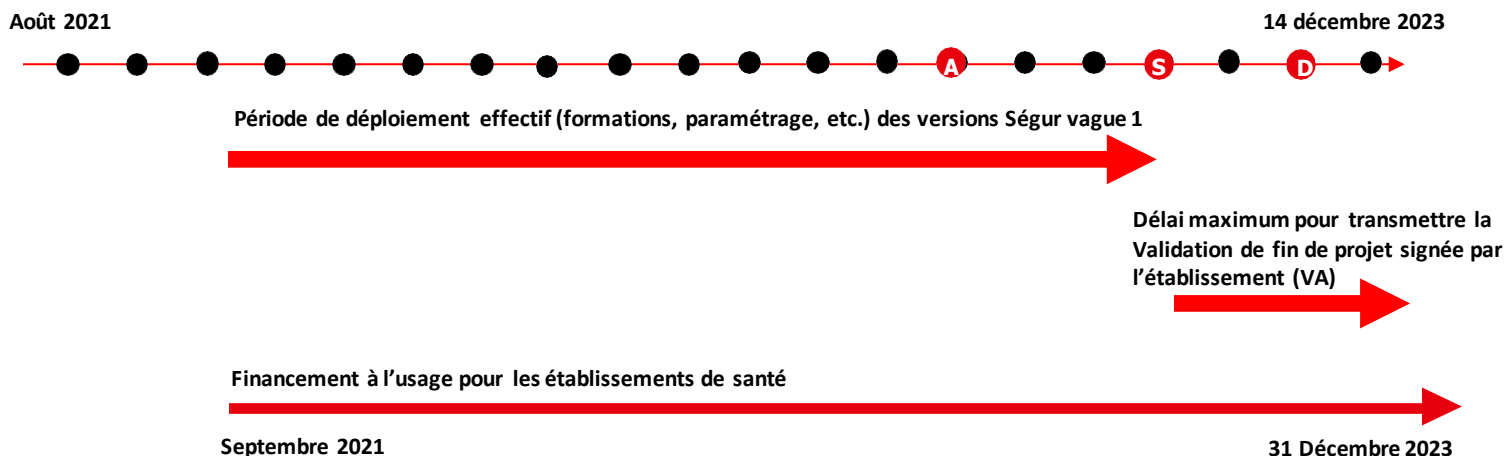 Août 2021
14 décembre 2023
A
S
D
Période de déploiement effectif (formations, paramétrage, etc.) des versions Ségur vague 1
Délai maximum pour transmettre la
Validation de fin de projet signée par
l’établissement (VA)
Financement à l’usage pour les établissements de santé
Septembre 2021
31 Décembre 2023